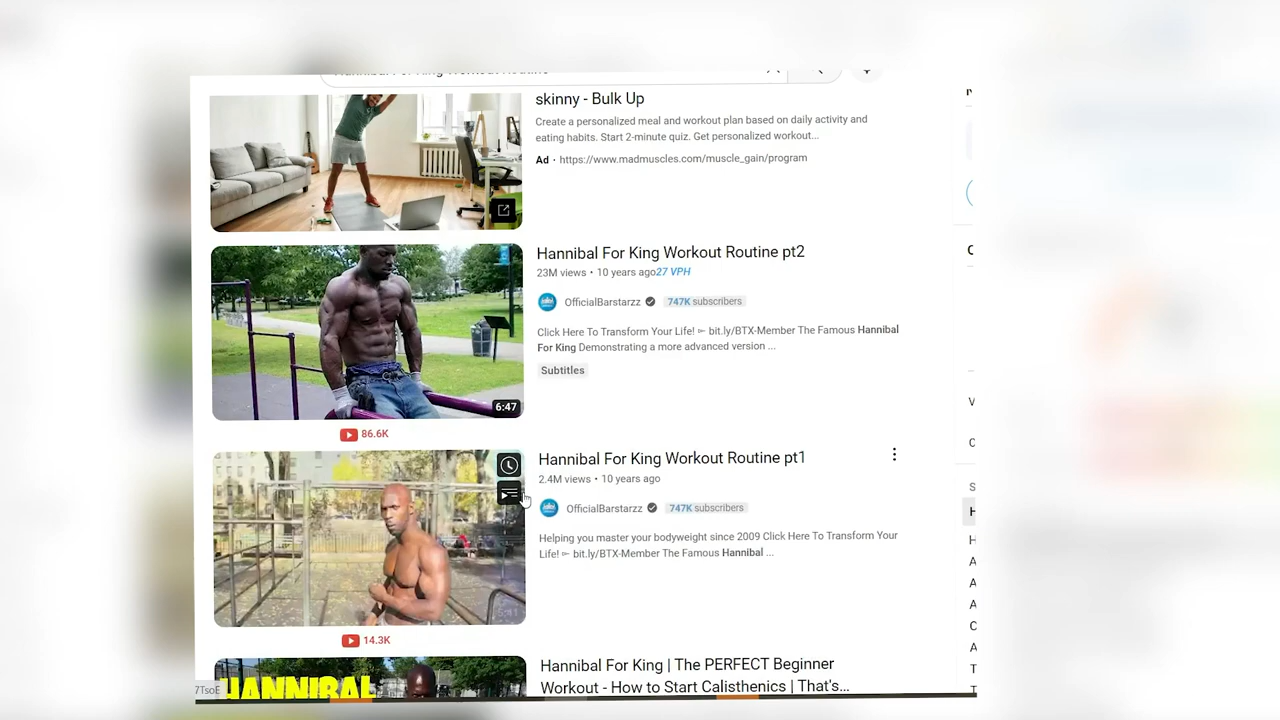 skinny - Bulk Up
Create a personalized meal and workout plan based on daily activity and
eating habits. Start 2-minute quiz. Get personalized workout...
Ad · https://www.madmuscles.com/muscle_gain/program
Hannibal For King Workout Routine pt2
23M views • 10 years ago27 VPH
OfficialBarstarzz 747K subscribers
Click Here To Transform Your Life! ➳ bit.ly/BTX-Member The Famous Hannibal
For King Demonstrating a more advanced version ...
Subtitles
6:47
86.6K
Hannibal For King Workout Routine pt1
2.4M views • 10 years ago
OfficialBarstarzz 747K subscribers
Helping you master your bodyweight since 2009 Click Here To Transform Your
Life! ➳ bit.ly/BTX-Member The Famous Hannibal ...
5:41
14.3K
Hannibal For King | The PERFECT Beginner
Workout - How to Start Calisthenics | That's...
HANNIBAL
7TsoE